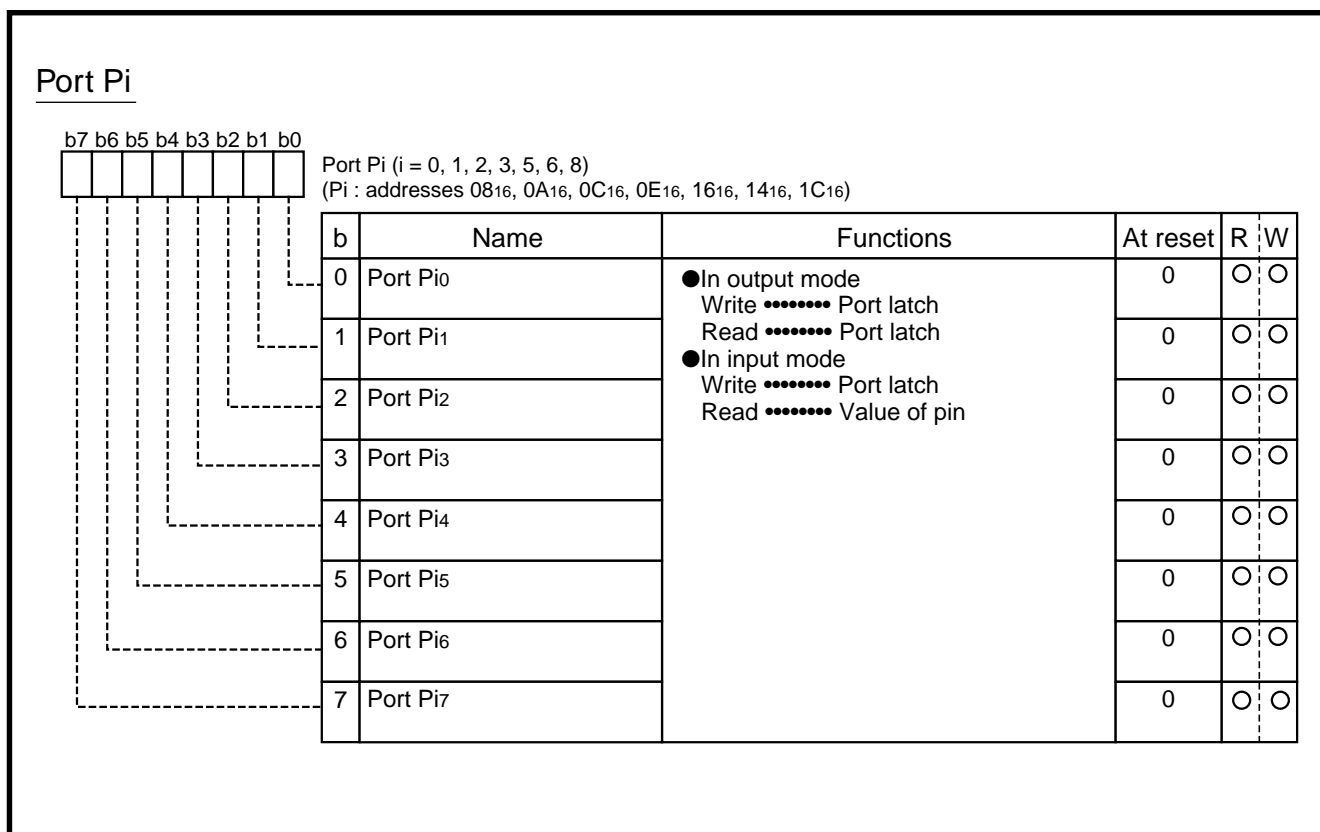 Port Pi
b7 b6 b5 b4 b3 b2 b1 b0
Port Pi (i = 0, 1, 2, 3, 5, 6, 8)
(Pi : addresses 0816, 0A16, 0C16, 0E16, 1616, 1416, 1C16)
b Name Functions At reset R W
0 Port Pi0 ●In output mode 0 ○ ○
Write •••••••• Port latch
Read •••••••• Port latch
1 Port Pi1 0 ○ ○
●In input mode
Write •••••••• Port latch
2 Port Pi2 0 ○ ○
Read •••••••• Value of pin
3 Port Pi3 0 ○ ○
4 Port Pi4 0 ○ ○
5 Port Pi5 0 ○ ○
6 Port Pi6 0 ○ ○
7 Port Pi7 0 ○ ○